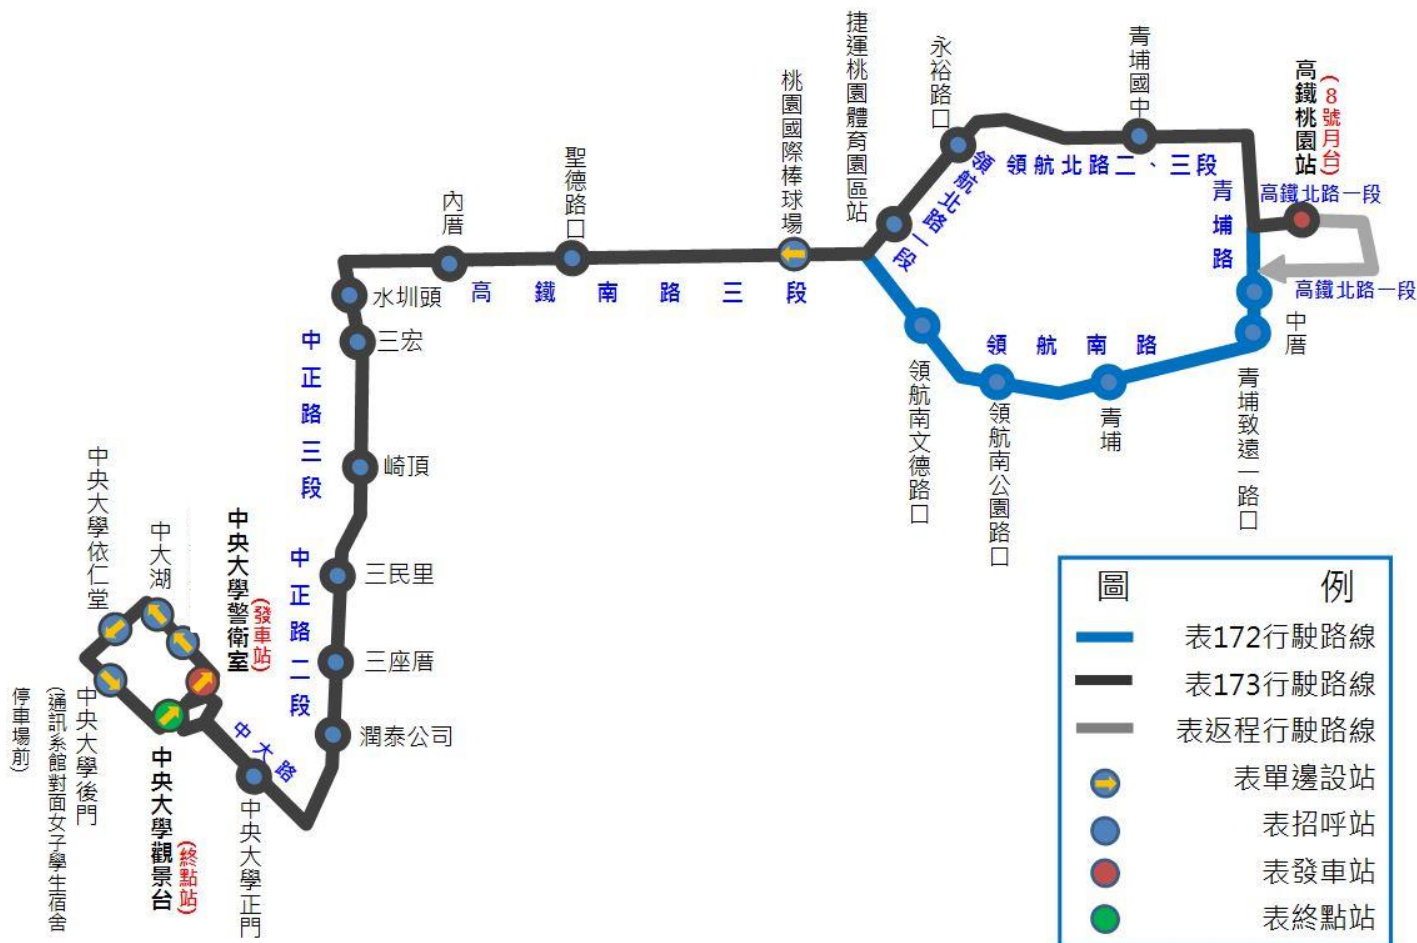 捷運桃園體育園區站
永裕路口
青埔國中
高鐵桃園站
(8號月台)
桃園國際棒球場
聖德路口
內厝
領航北路二、三段
領航北路一段
青埔路
高鐵北路一段
高鐵北路一段
水圳頭
高鐵南路三段
三宏
中正路三段
領航南路
中厝
領航南文德路口
領航南公園路口
青埔
青埔致遠一路口
崎頂
中央大學依仁堂
中大湖
中央大學警衛室
(發車站)
中正路二段
三民里
三座厝
潤泰公司
中大路
中央大學後門
(通訊系館對面女子學生宿舍
停車場前)
中央大學觀景台
(終點站)
中央大學正門
圖例
表172行駛路線
表173行駛路線
表返程行駛路線
表單邊設站
表招呼站
表發車站
表終點站